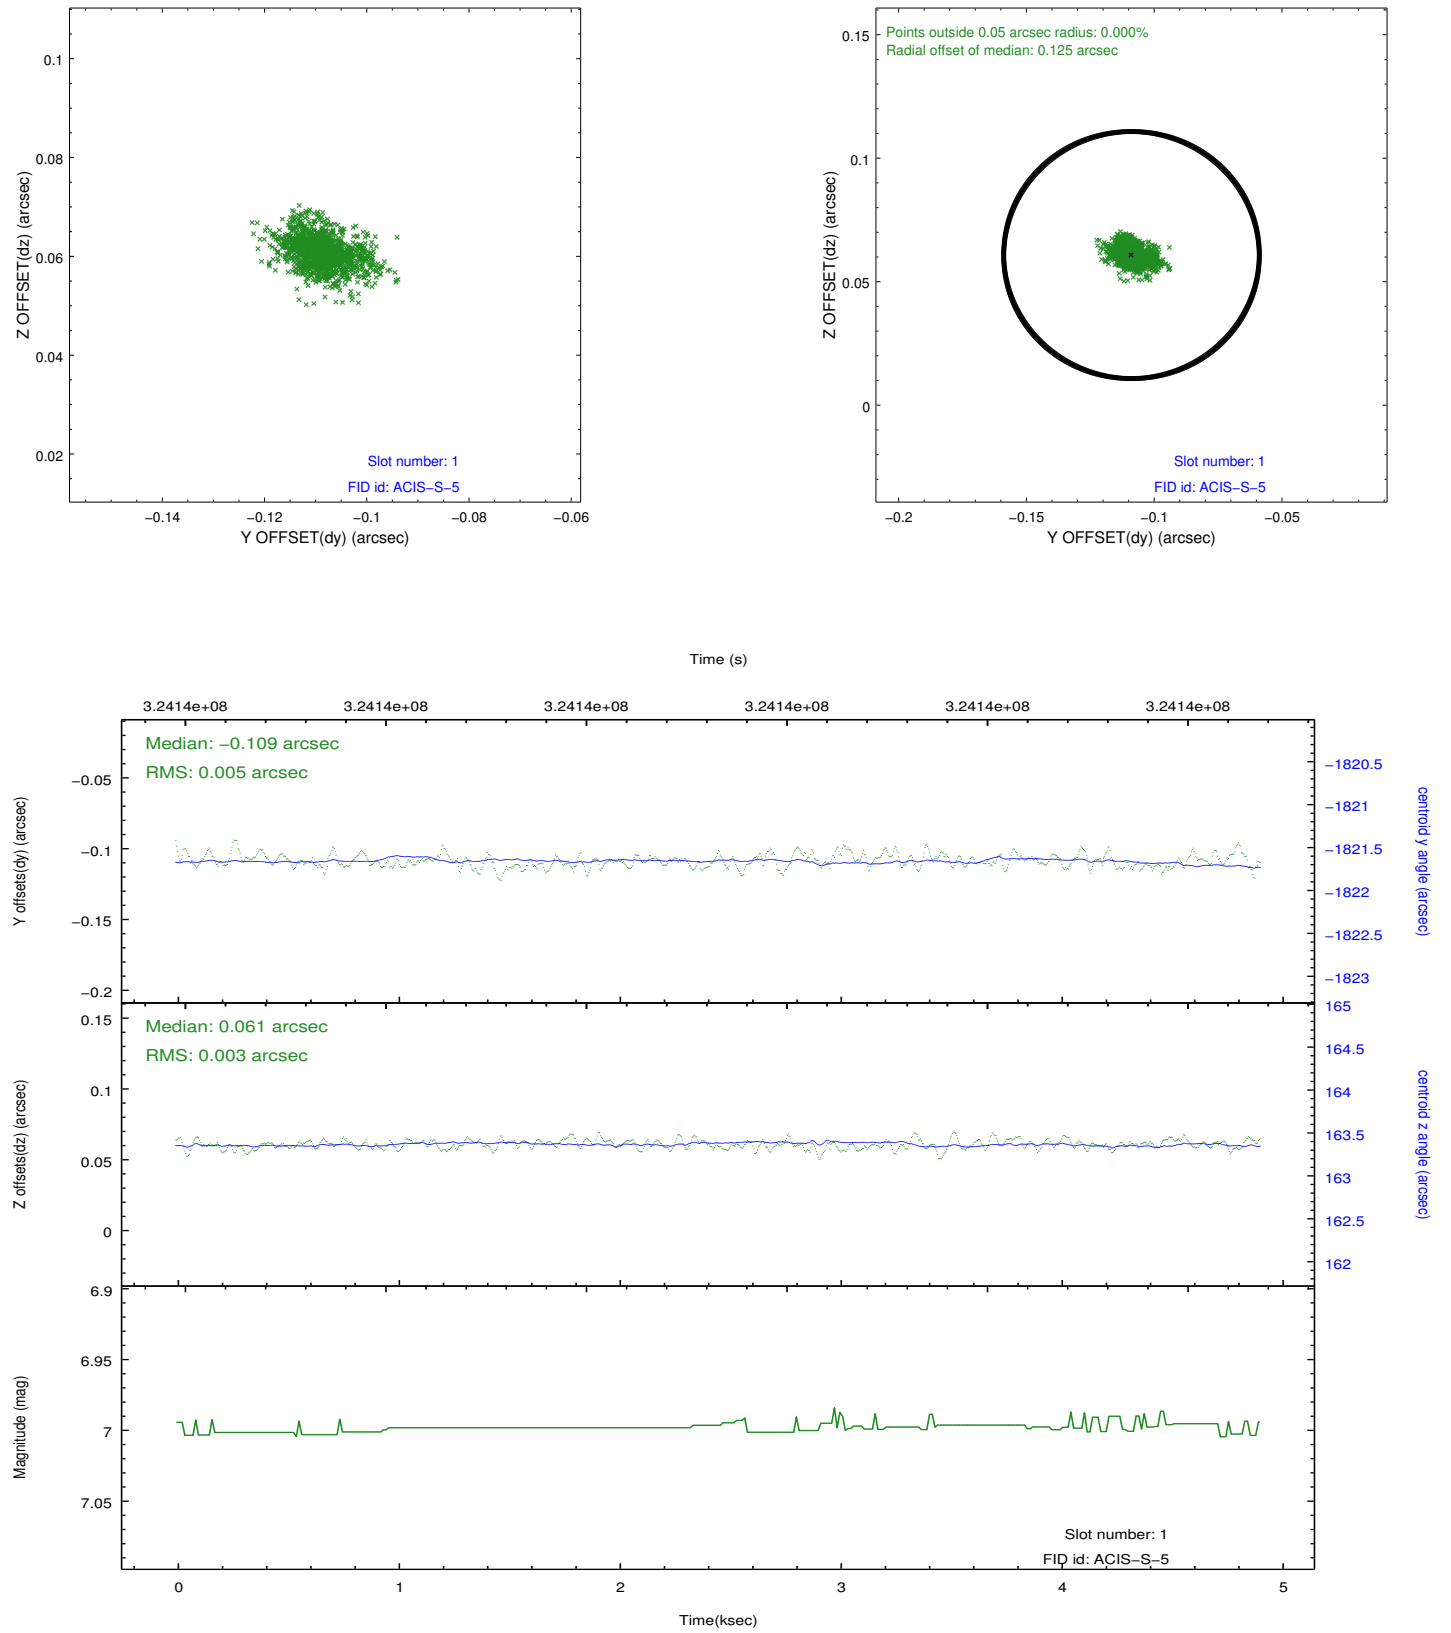 0.1
0.08
0.06
0.04
0.02
Z OFFSET(dz) (arcsec)
Slot number: 1
FID id: ACIS−S−5
−0.14 −0.12 −0.1 −0.08 −0.06
Y OFFSET(dy) (arcsec)
Points outside 0.05 arcsec radius: 0.000%
Radial offset of median: 0.125 arcsec
0.15
0.1
0.05
0
Z OFFSET(dz) (arcsec)
Slot number: 1
FID id: ACIS−S−5
−0.2 −0.15 −0.1 −0.05
Y OFFSET(dy) (arcsec)
Time (s)
3.2414e+08 3.2414e+08 3.2414e+08 3.2414e+08 3.2414e+08 3.2414e+08
Median: −0.109 arcsec
RMS: 0.005 arcsec
−0.05
−0.1
−0.15
−0.2
Y offsets(dy) (arcsec)
−1820.5
−1821
−1821.5
−1822
−1822.5
−1823
centroid y angle (arcsec)
Median: 0.061 arcsec
RMS: 0.003 arcsec
0.15
0.1
0.05
0
Z offsets(dz) (arcsec)
165
164.5
164
163.5
163
162.5
162
centroid z angle (arcsec)
6.9
6.95
7
7.05
Magnitude (mag)
Slot number: 1
FID id: ACIS−S−5
0 1 2 3 4 5
Time(ksec)